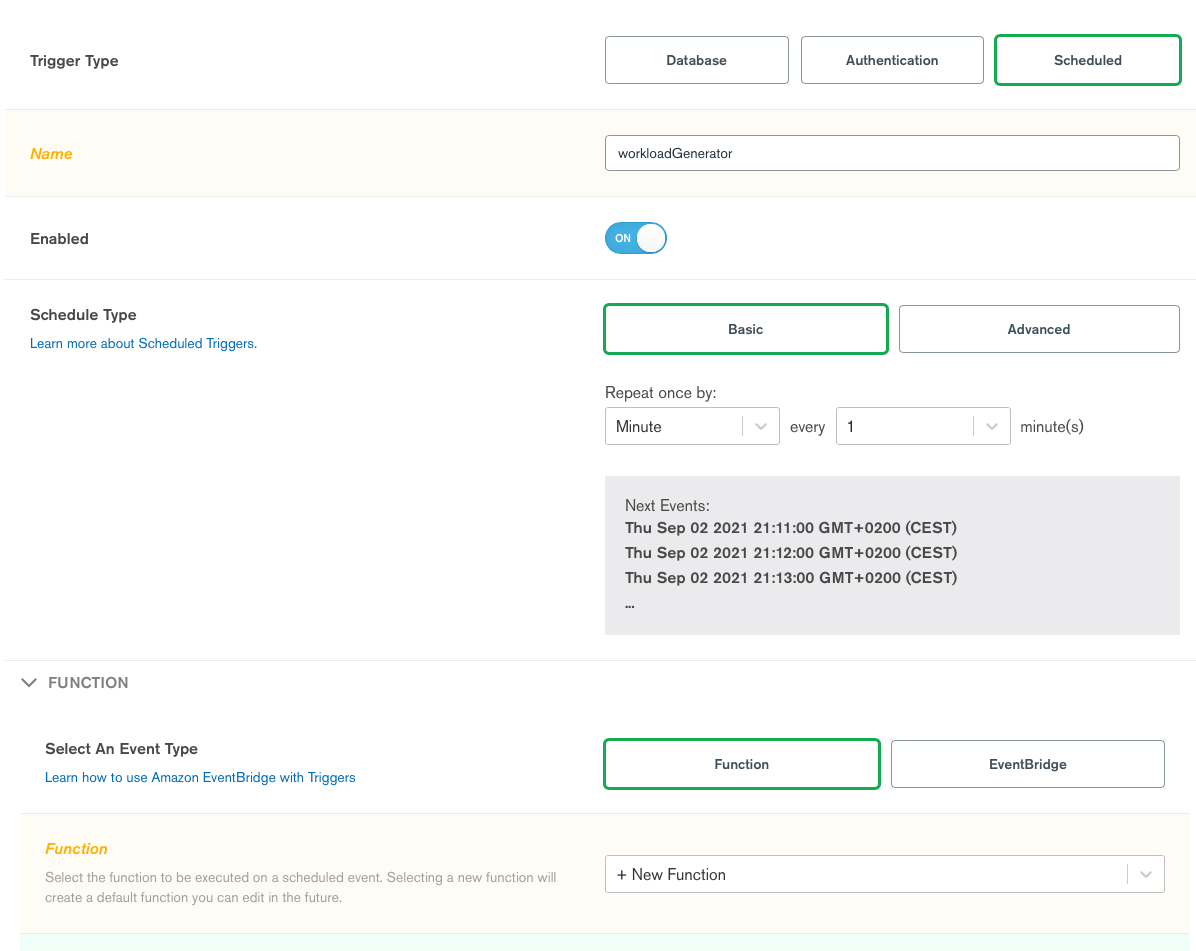 Trigger Type
Database
Authentication
Scheduled
Name
workloadGenerator
Enabled
ON
Schedule Type
Learn more about Scheduled Triggers.
Basic
Advanced
Repeat once by:
Minute every 1 minute(s)
Next Events:
Thu Sep 02 2021 21:11:00 GMT+0200 (CEST)
Thu Sep 02 2021 21:12:00 GMT+0200 (CEST)
Thu Sep 02 2021 21:13:00 GMT+0200 (CEST)
...
FUNCTION
Select An Event Type
Learn how to use Amazon EventBridge with Triggers
Function
EventBridge
Function
Select the function to be executed on a scheduled event. Selecting a new function will
create a default function you can edit in the future.
+ New Function